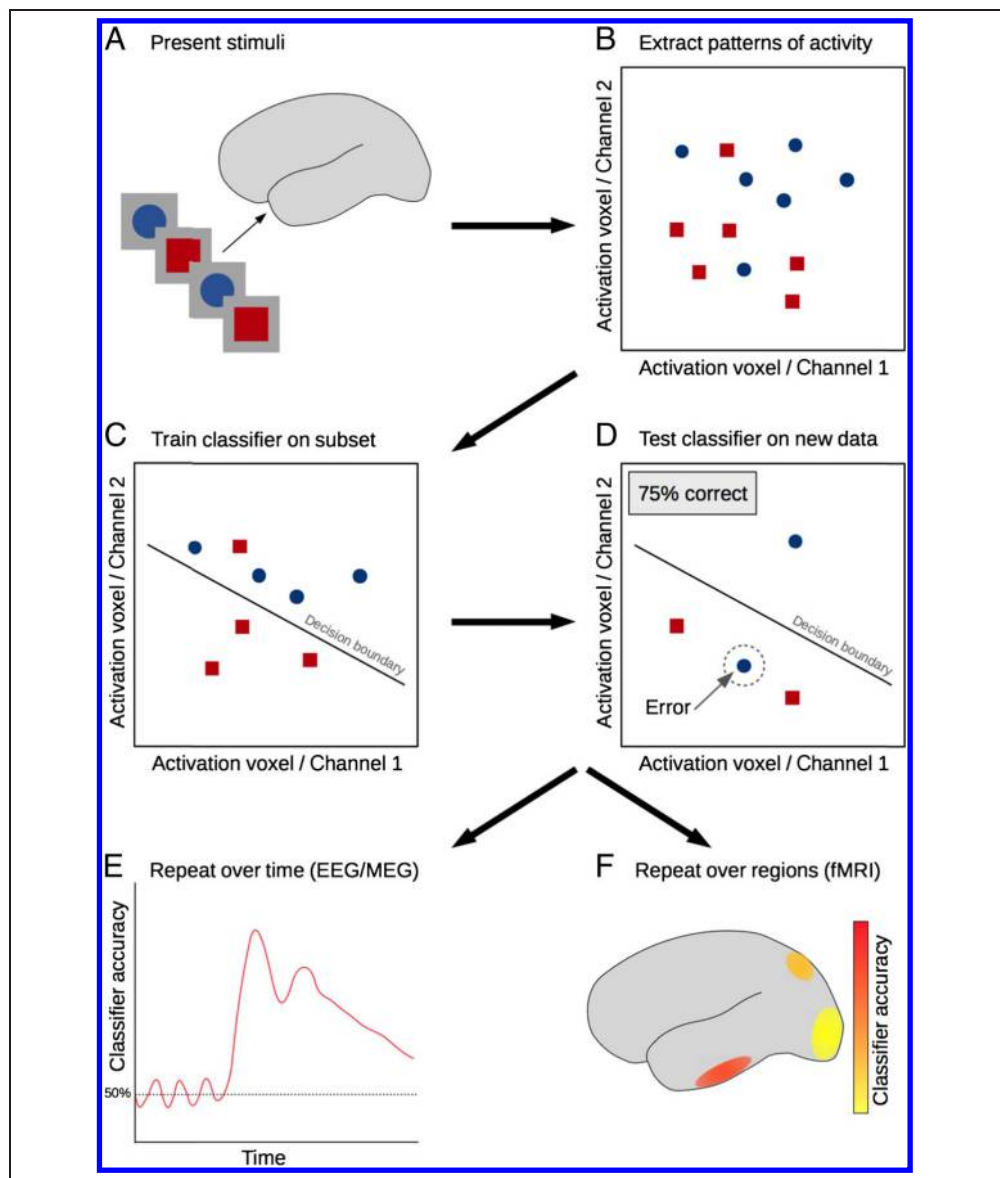 A Present stimuli
B Extract patterns of activity
Activation voxel / Channel 2
Activation voxel / Channel 1
C Train classifier on subset
Activation voxel / Channel 2
Decision boundary
Activation voxel / Channel 1
D Test classifier on new data
75% correct
Activation voxel / Channel 2
Decision boundary
Error
Activation voxel / Channel 1
E Repeat over time (EEG/MEG)
Classifier accuracy
50%
Time
F Repeat over regions (fMRI)
Classifier accuracy